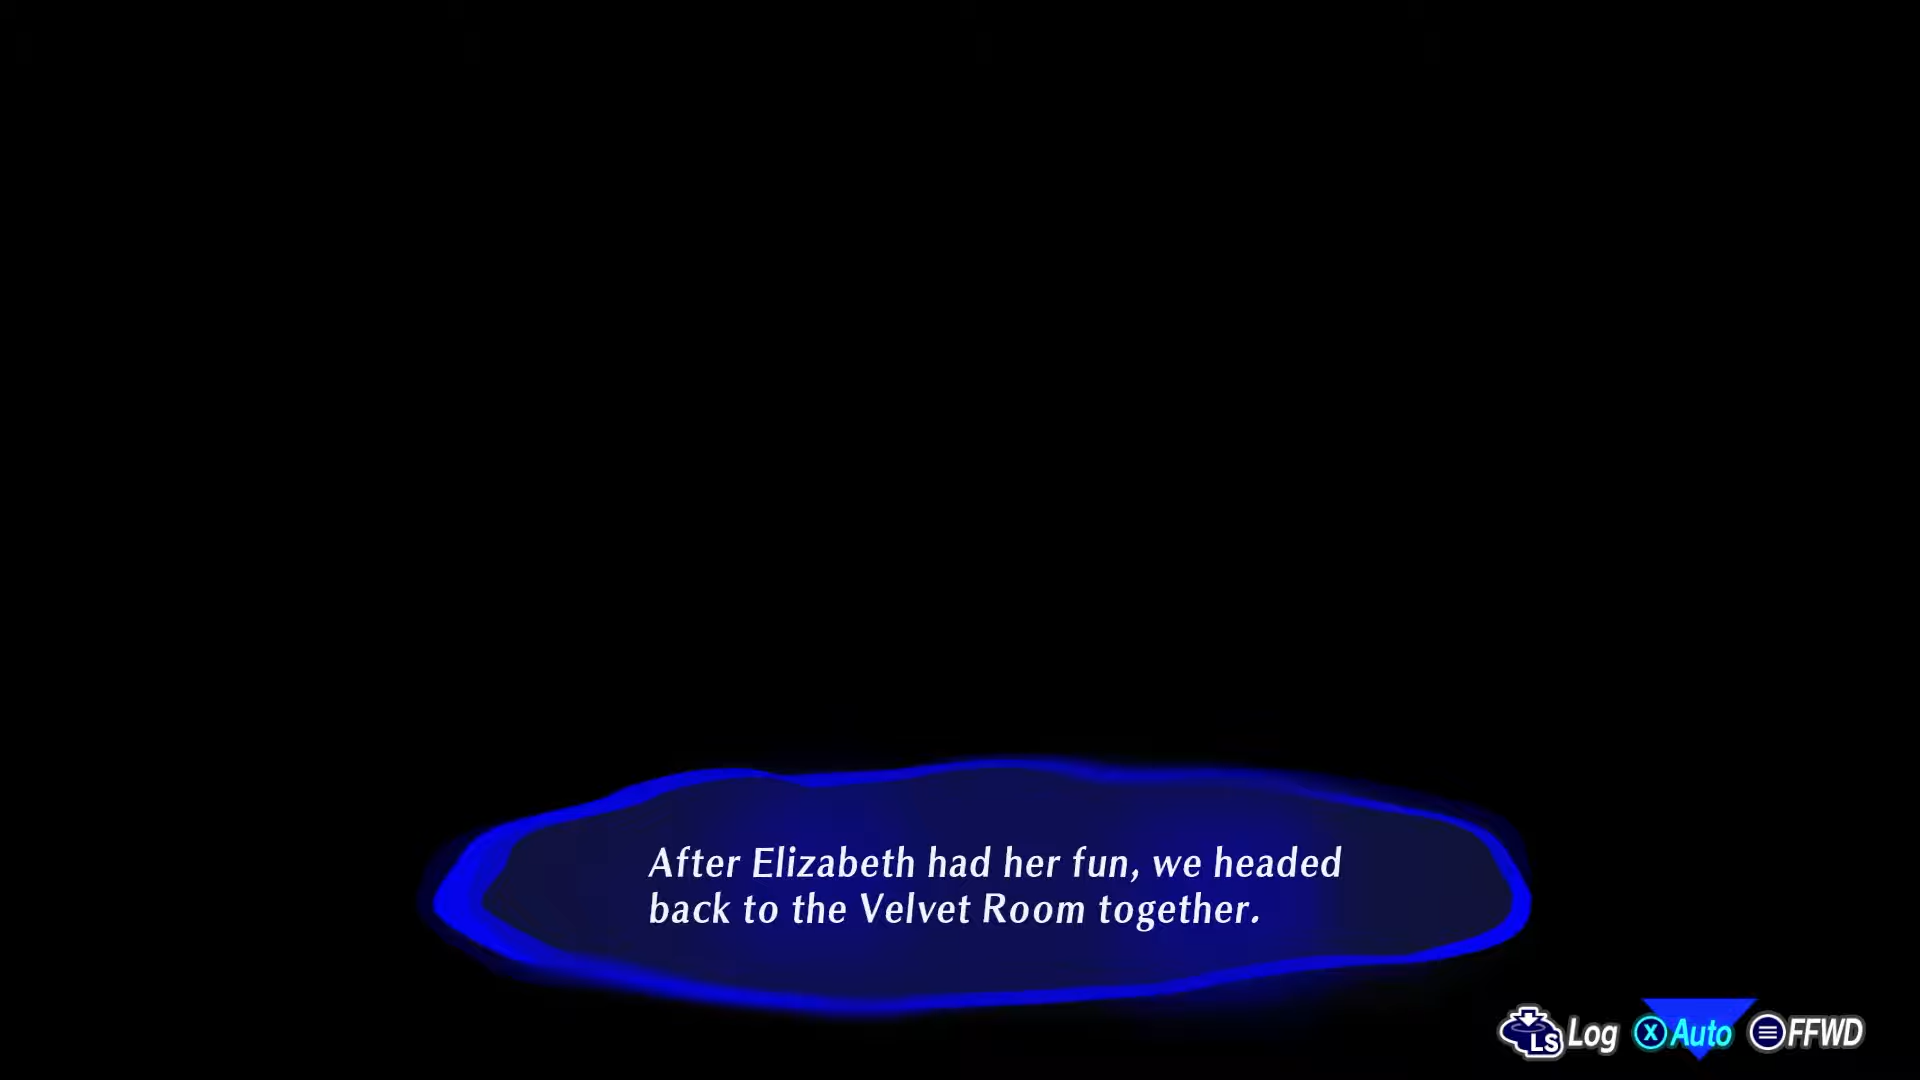 After Elizabeth had her fun, we headed
back to the Velvet Room together.
LS Log X Auto FFWD